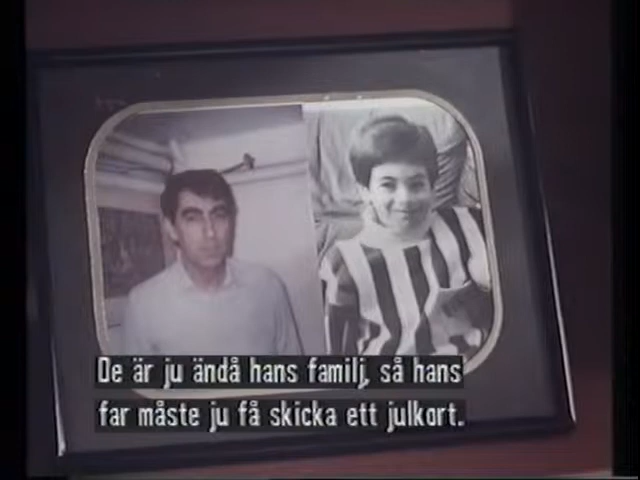 De är ju ändå hans familj, så hans
far måste ju få skicka ett julkort.